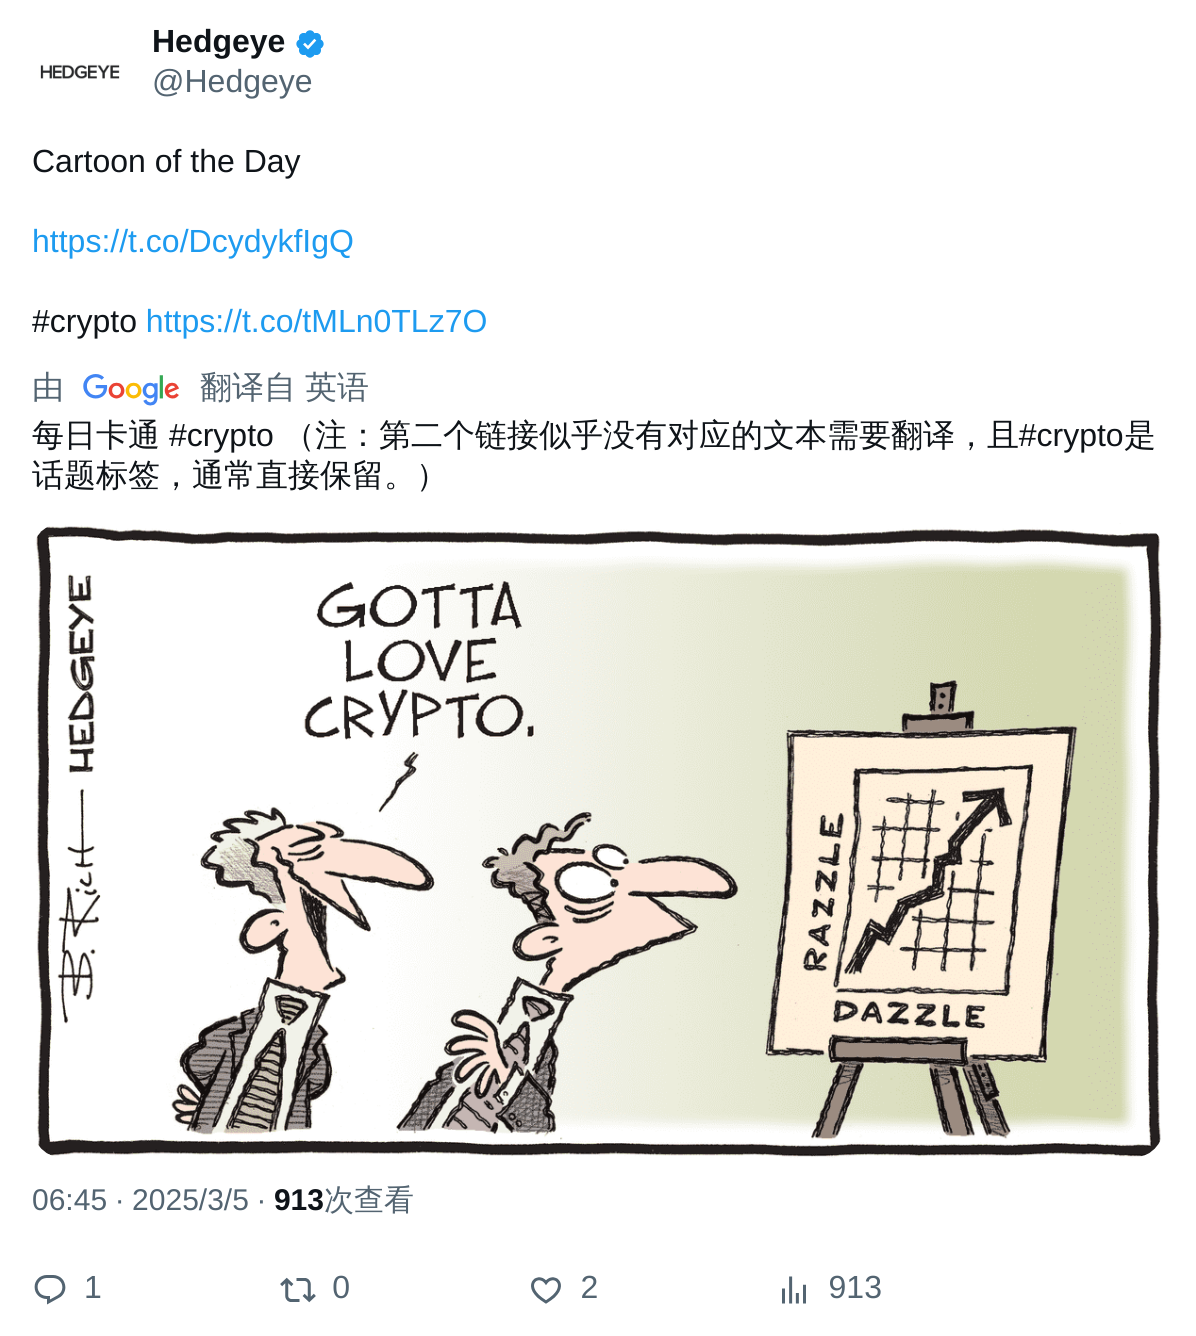 Hedgeye
@Hedgeye
HEDGEYE
Cartoon of the Day
https://t.co/DcydykfIgQ
#crypto https://t.co/tMLn0TLz7O
由 Google 翻译自 英语
每日卡通 #crypto （注：第二个链接似乎没有对应的文本需要翻译，且#crypto是
话题标签，通常直接保留。）
B. Rich — HEDGEYE
GOTTA
LOVE
CRYPTO.
RAZZLE
DAZZLE
06:45 · 2025/3/5 · 913次查看
1 0 2 913